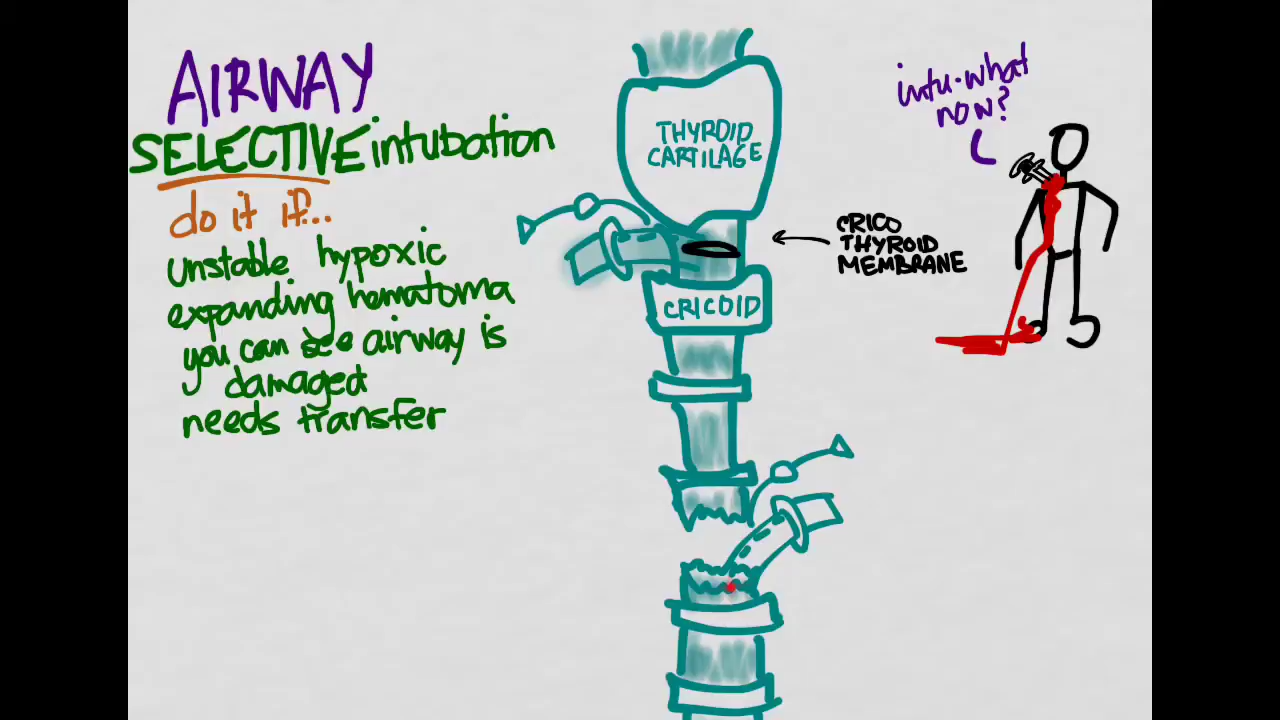 AIRWAY
SELECTIVE intubation
do it if...
unstable hypoxic
expanding hematoma
you can see airway is
damaged
needs transfer
THYROID
CARTILAGE
CRICO
THYROID
MEMBRANE
CRICOID
intu-what
now?